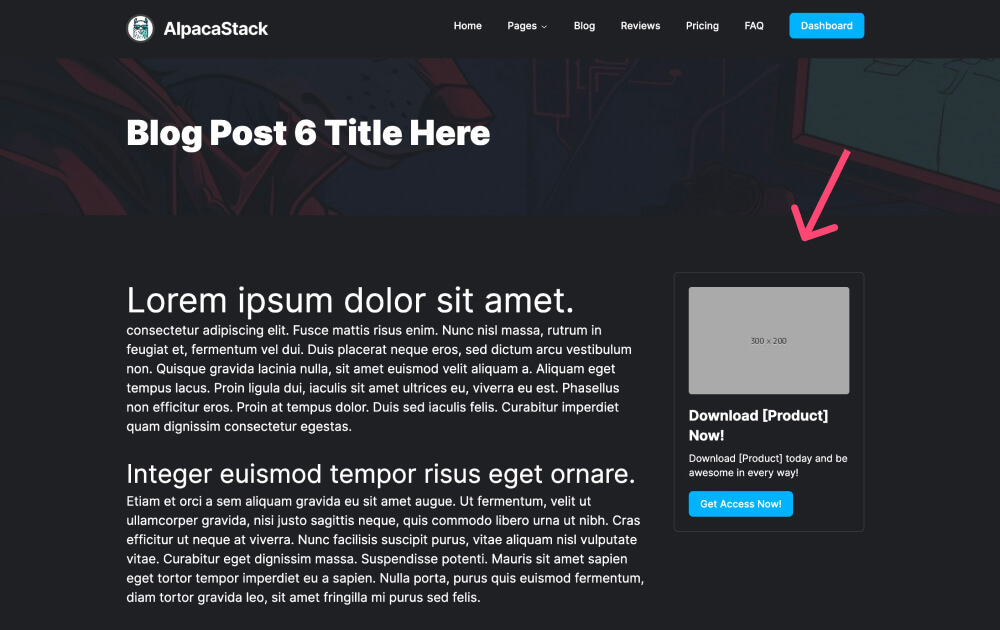 AlpacaStack
Home Pages Blog Reviews Pricing FAQ Dashboard
Blog Post 6 Title Here
Lorem ipsum dolor sit amet.
consectetur adipiscing elit. Fusce mattis risus enim. Nunc nisl massa, rutrum in
feugiat et, fermentum vel dui. Duis placerat neque eros, sed dictum arcu vestibulum
non. Quisque gravida lacinia nulla, sit amet euismod velit aliquam a. Aliquam eget
tempus lacus. Proin ligula dui, iaculis sit amet ultrices eu, viverra eu est. Phasellus
non efficitur eros. Proin at tempus dolor. Duis sed iaculis felis. Curabitur imperdiet
quam dignissim consectetur egestas.
Integer euismod tempor risus eget ornare.
Etiam et orci a sem aliquam gravida eu sit amet augue. Ut fermentum, velit ut
ullamcorper gravida, nisi justo sagittis neque, quis commodo libero urna ut nibh. Cras
efficitur ut neque at viverra. Nunc facilisis suscipit purus, vitae aliquam nisl vulputate
vitae. Curabitur eget dignissim massa. Suspendisse potenti. Mauris sit amet sapien
eget tortor tempor imperdiet eu a sapien. Nulla porta, purus quis euismod fermentum,
diam tortor gravida leo, sit amet fringilla mi purus sed felis.
300 x 200
Download [Product]
Now!
Download [Product] today and be
awesome in every way!
Get Access Now!